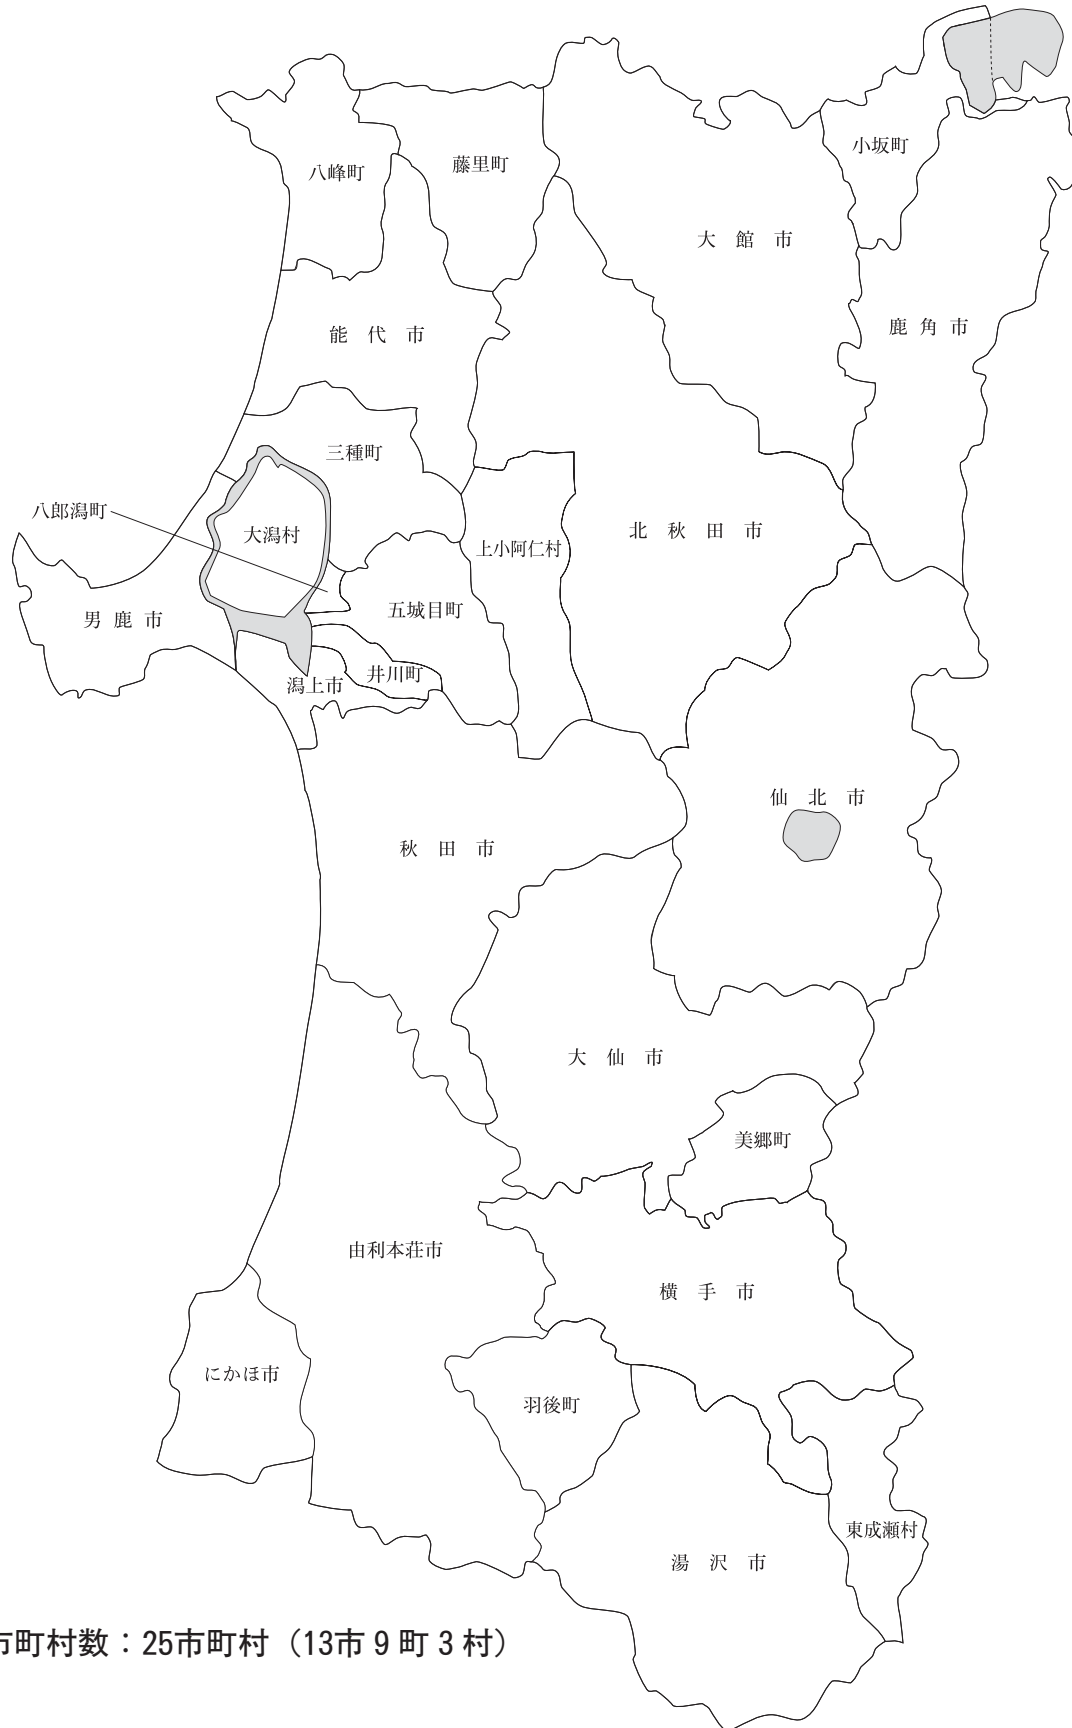 小坂町
藤里町
八峰町
大館市
鹿角市
能代市
三種町
八郎潟町
大潟村
北秋田市
上小阿仁村
五城目町
男鹿市
井川町
潟上市
仙北市
秋田市
大仙市
美郷町
由利本荘市
横手市
にかほ市
羽後町
東成瀬村
湯沢市
市町村数：25市町村（13市9町3村）